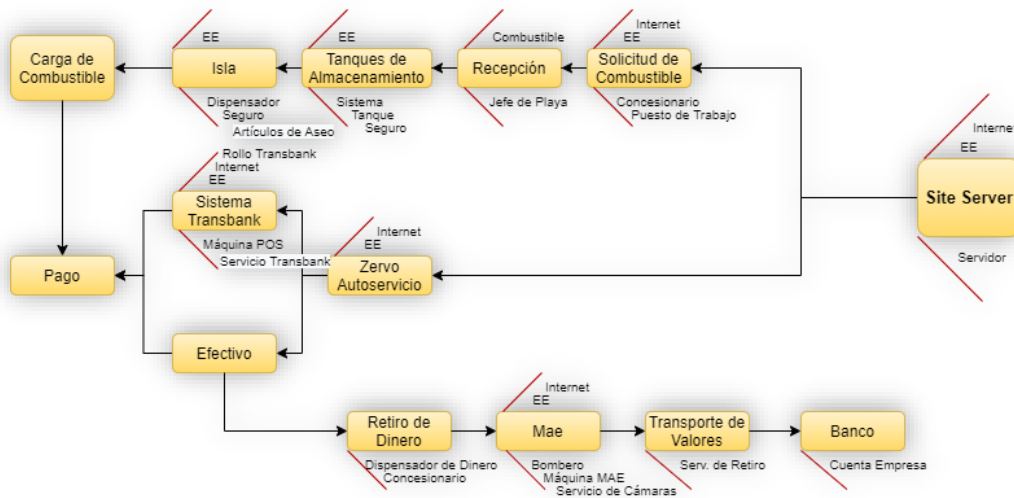 EE
EE
Combustible
Internet
EE
Carga de
Combustible
Isla
Tanques de
Almacenamiento
Recepción
Solicitud de
Combustible
Dispensador
Seguro
Artículos de Aseo
Sistema
Tanque
Seguro
Jefe de Playa
Concesionario
Puesto de Trabajo
Internet
EE
Site Server
Servidor
Rollo Transbank
Internet
EE
Sistema
Transbank
Máquina POS
Servicio Transbank
Internet
EE
Zervo
Autoservicio
Pago
Efectivo
Internet
EE
Retiro de
Dinero
Mae
Transporte de
Valores
Banco
Dispensador de Dinero
Concesionario
Bombero
Máquina MAE
Servicio de Cámaras
Serv. de Retiro
Cuenta Empresa